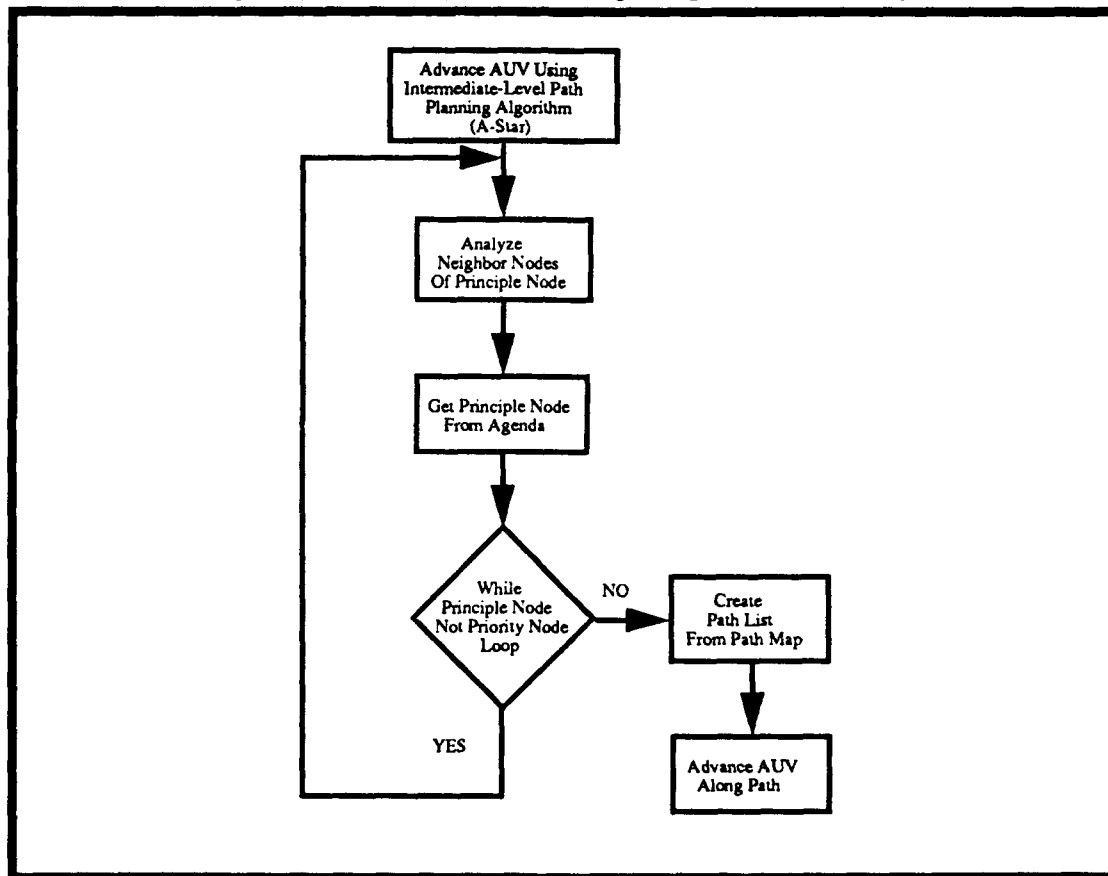 Advance AUV Using
Intermediate-Level Path
Planning Algorithm
(A-Star)
Analyze
Neighbor Nodes
Of Principle Node
Get Principle Node
From Agenda
While
Principle Node
Not Priority Node
Loop
NO
Create
Path List
From Path Map
YES
Advance AUV
Along Path